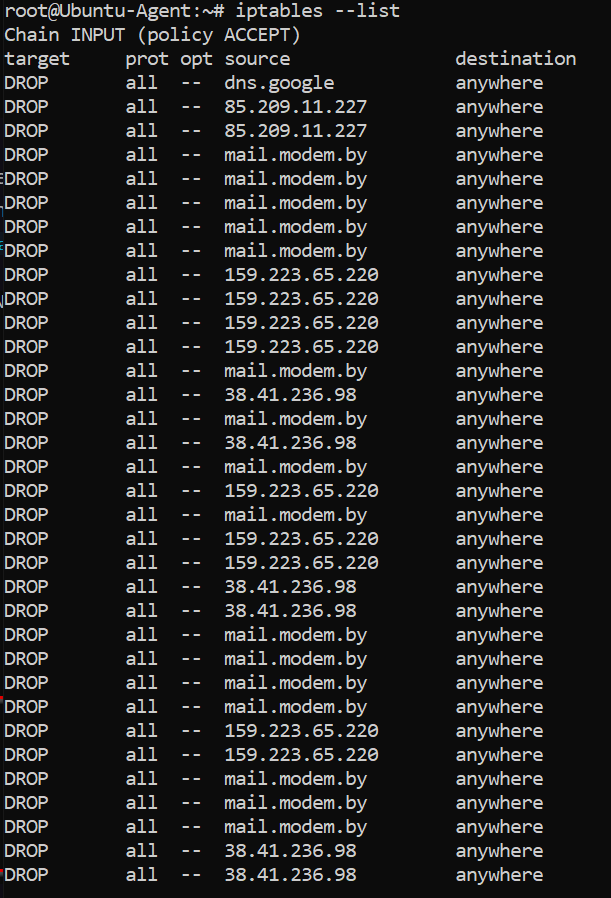 root@Ubuntu-Agent:~# iptables --list
Chain INPUT (policy ACCEPT)
target     prot opt source               destination
DROP       all  --  dns.google           anywhere
DROP       all  --  85.209.11.227        anywhere
DROP       all  --  85.209.11.227        anywhere
DROP       all  --  mail.modem.by        anywhere
DROP       all  --  mail.modem.by        anywhere
DROP       all  --  mail.modem.by        anywhere
DROP       all  --  mail.modem.by        anywhere
DROP       all  --  mail.modem.by        anywhere
DROP       all  --  159.223.65.220       anywhere
DROP       all  --  159.223.65.220       anywhere
DROP       all  --  159.223.65.220       anywhere
DROP       all  --  159.223.65.220       anywhere
DROP       all  --  mail.modem.by        anywhere
DROP       all  --  38.41.236.98         anywhere
DROP       all  --  mail.modem.by        anywhere
DROP       all  --  38.41.236.98         anywhere
DROP       all  --  mail.modem.by        anywhere
DROP       all  --  159.223.65.220       anywhere
DROP       all  --  mail.modem.by        anywhere
DROP       all  --  159.223.65.220       anywhere
DROP       all  --  159.223.65.220       anywhere
DROP       all  --  38.41.236.98         anywhere
DROP       all  --  38.41.236.98         anywhere
DROP       all  --  mail.modem.by        anywhere
DROP       all  --  mail.modem.by        anywhere
DROP       all  --  mail.modem.by        anywhere
DROP       all  --  mail.modem.by        anywhere
DROP       all  --  159.223.65.220       anywhere
DROP       all  --  159.223.65.220       anywhere
DROP       all  --  mail.modem.by        anywhere
DROP       all  --  mail.modem.by        anywhere
DROP       all  --  mail.modem.by        anywhere
DROP       all  --  38.41.236.98         anywhere
DROP       all  --  38.41.236.98         anywhere